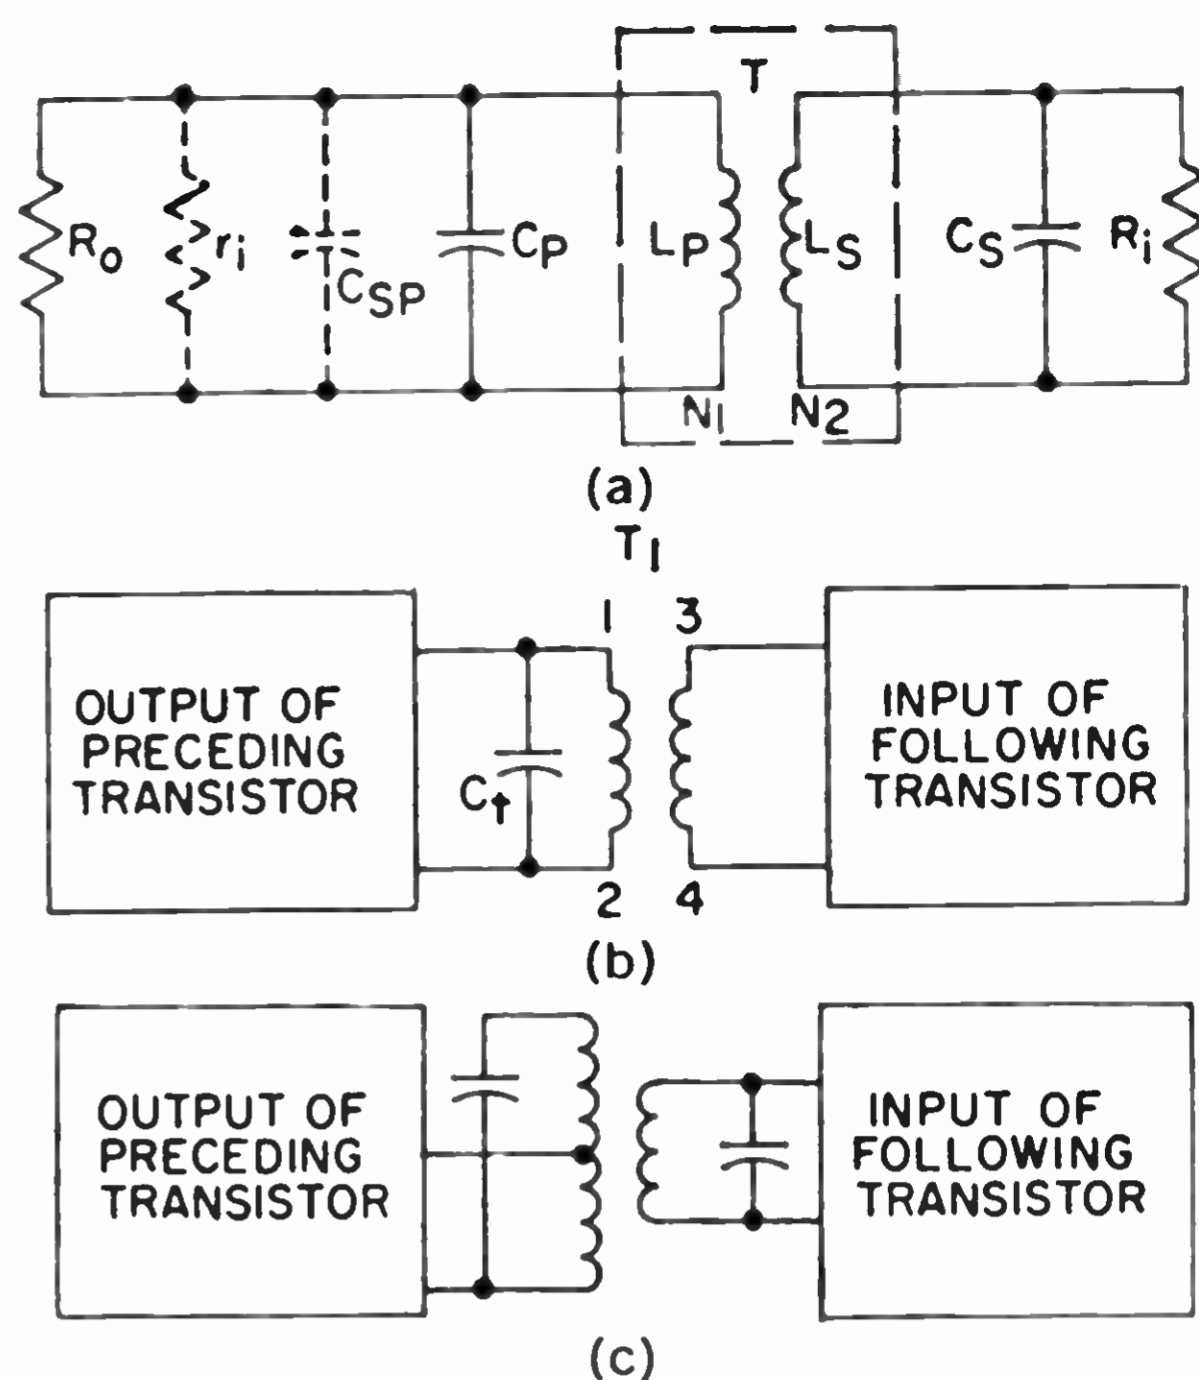 T
Ro ri CSP CP LP LS CS Ri
N1 N2
(a)
T1
1 3
OUTPUT OF
PRECEDING
TRANSISTOR
Ct
INPUT OF
FOLLOWING
TRANSISTOR
2 4
(b)
OUTPUT OF
PRECEDING
TRANSISTOR
INPUT OF
FOLLOWING
TRANSISTOR
(c)